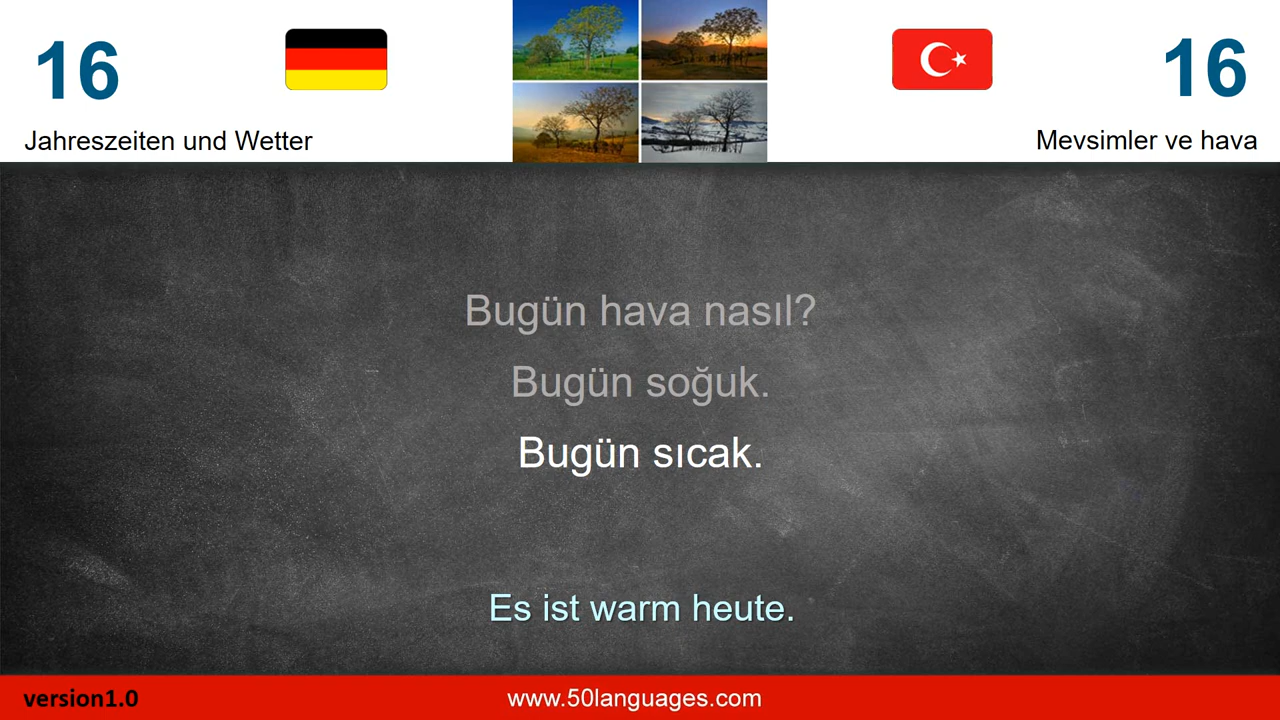 16
16
Jahreszeiten und Wetter
Mevsimler ve hava
Bugün hava nasıl?
Bugün soğuk.
Bugün sıcak.
Es ist warm heute.
version1.0
www.50languages.com